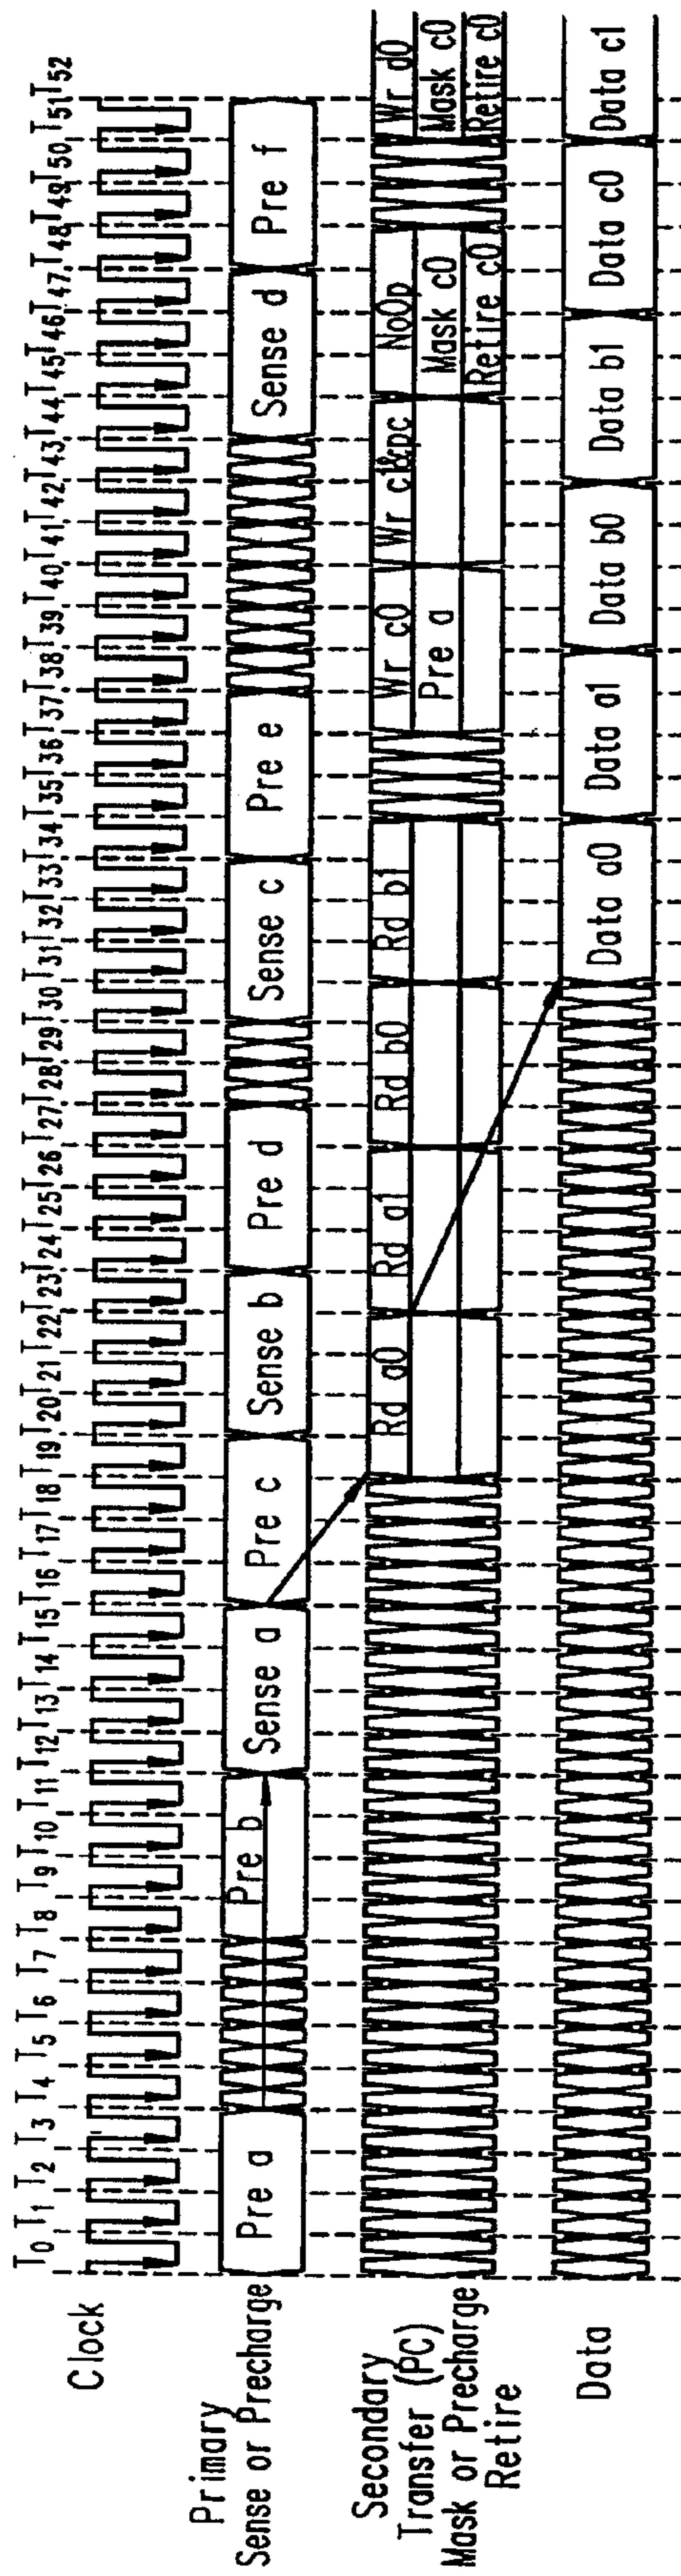 T0 T1 T2 T3 T4 T5 T6 T7 T8 T9 T10 T11 T12 T13 T14 T15 T16 T17 T18 T19 T20 T21 T22 T23 T24 T25 T26 T27 T28 T29 T30 T31 T32 T33 T34 T35 T36 T37 T38 T39 T40 T41 T42 T43 T44 T45 T46 T47 T48 T49 T50 T51 T52
Clock
Primary
Sense or Precharge
Pre a Pre b Sense a Pre c Sense b Pre d Sense c Pre e Sense d Pre f
Secondary
Transfer (PC)
Mask or Precharge
Retire
Rd a0 Rd a1 Rd b0 Rd b1 Wr c0 Wr c1&pc NoOp Wr d0
Pre a Mask c0 Mask c0
Retire c0 Retire c0
Data
Data a0 Data a1 Data b0 Data b1 Data c0 Data c1